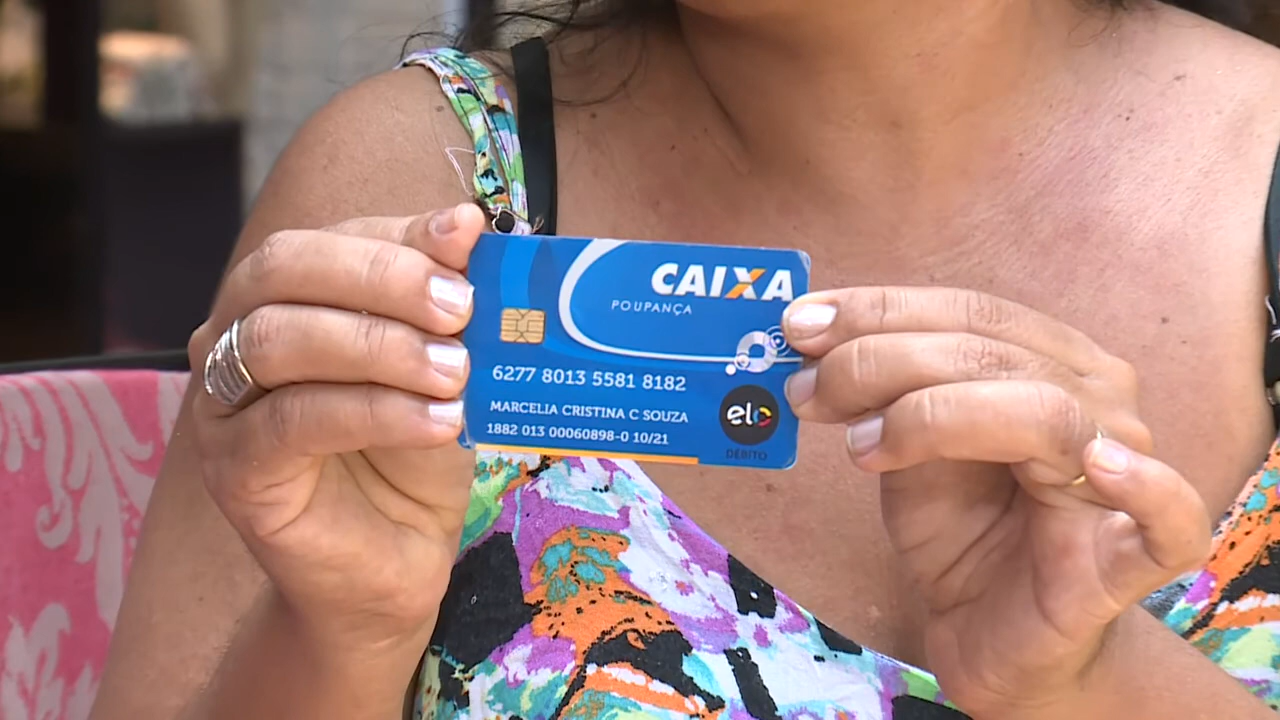 CAIXA
POUPANÇA
6277 8013 5581 8182
MARCELIA CRISTINA C SOUZA
1882 013 00060898-0 10/21
elo
DÉBITO